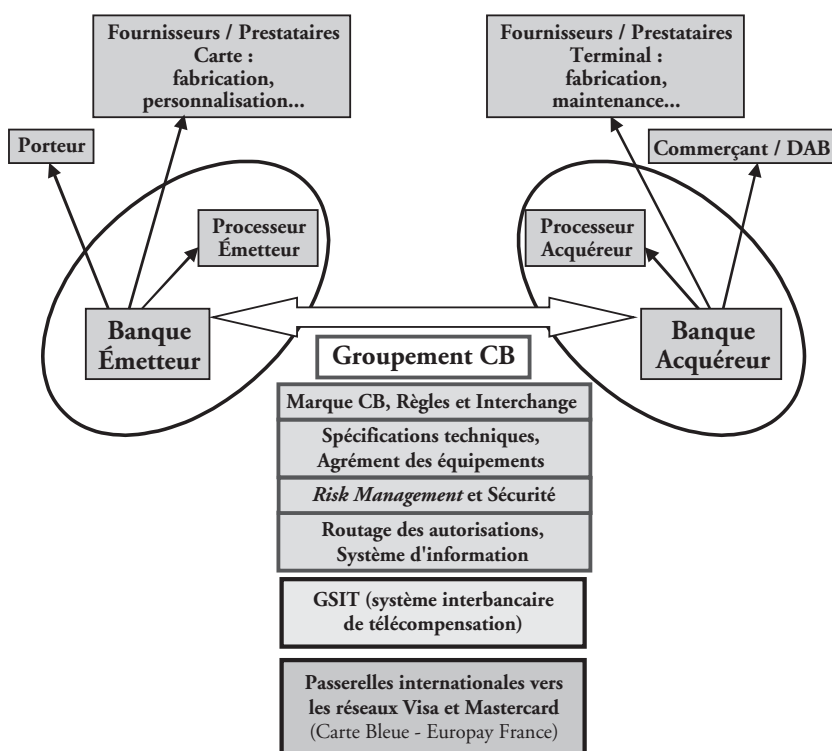 Fournisseurs / Prestataires
Carte :
fabrication,
personnalisation...
Fournisseurs / Prestataires
Terminal :
fabrication,
maintenance...
Porteur
Commerçant / DAB
Processeur
Émetteur
Processeur
Acquéreur
Banque
Émetteur
Banque
Acquéreur
Groupement CB
Marque CB, Règles et Interchange
Spécifications techniques,
Agrément des équipements
Risk Management et Sécurité
Routage des autorisations,
Système d'information
GSIT (système interbancaire
de télécompensation)
Passerelles internationales vers
les réseaux Visa et Mastercard
(Carte Bleue - Europay France)